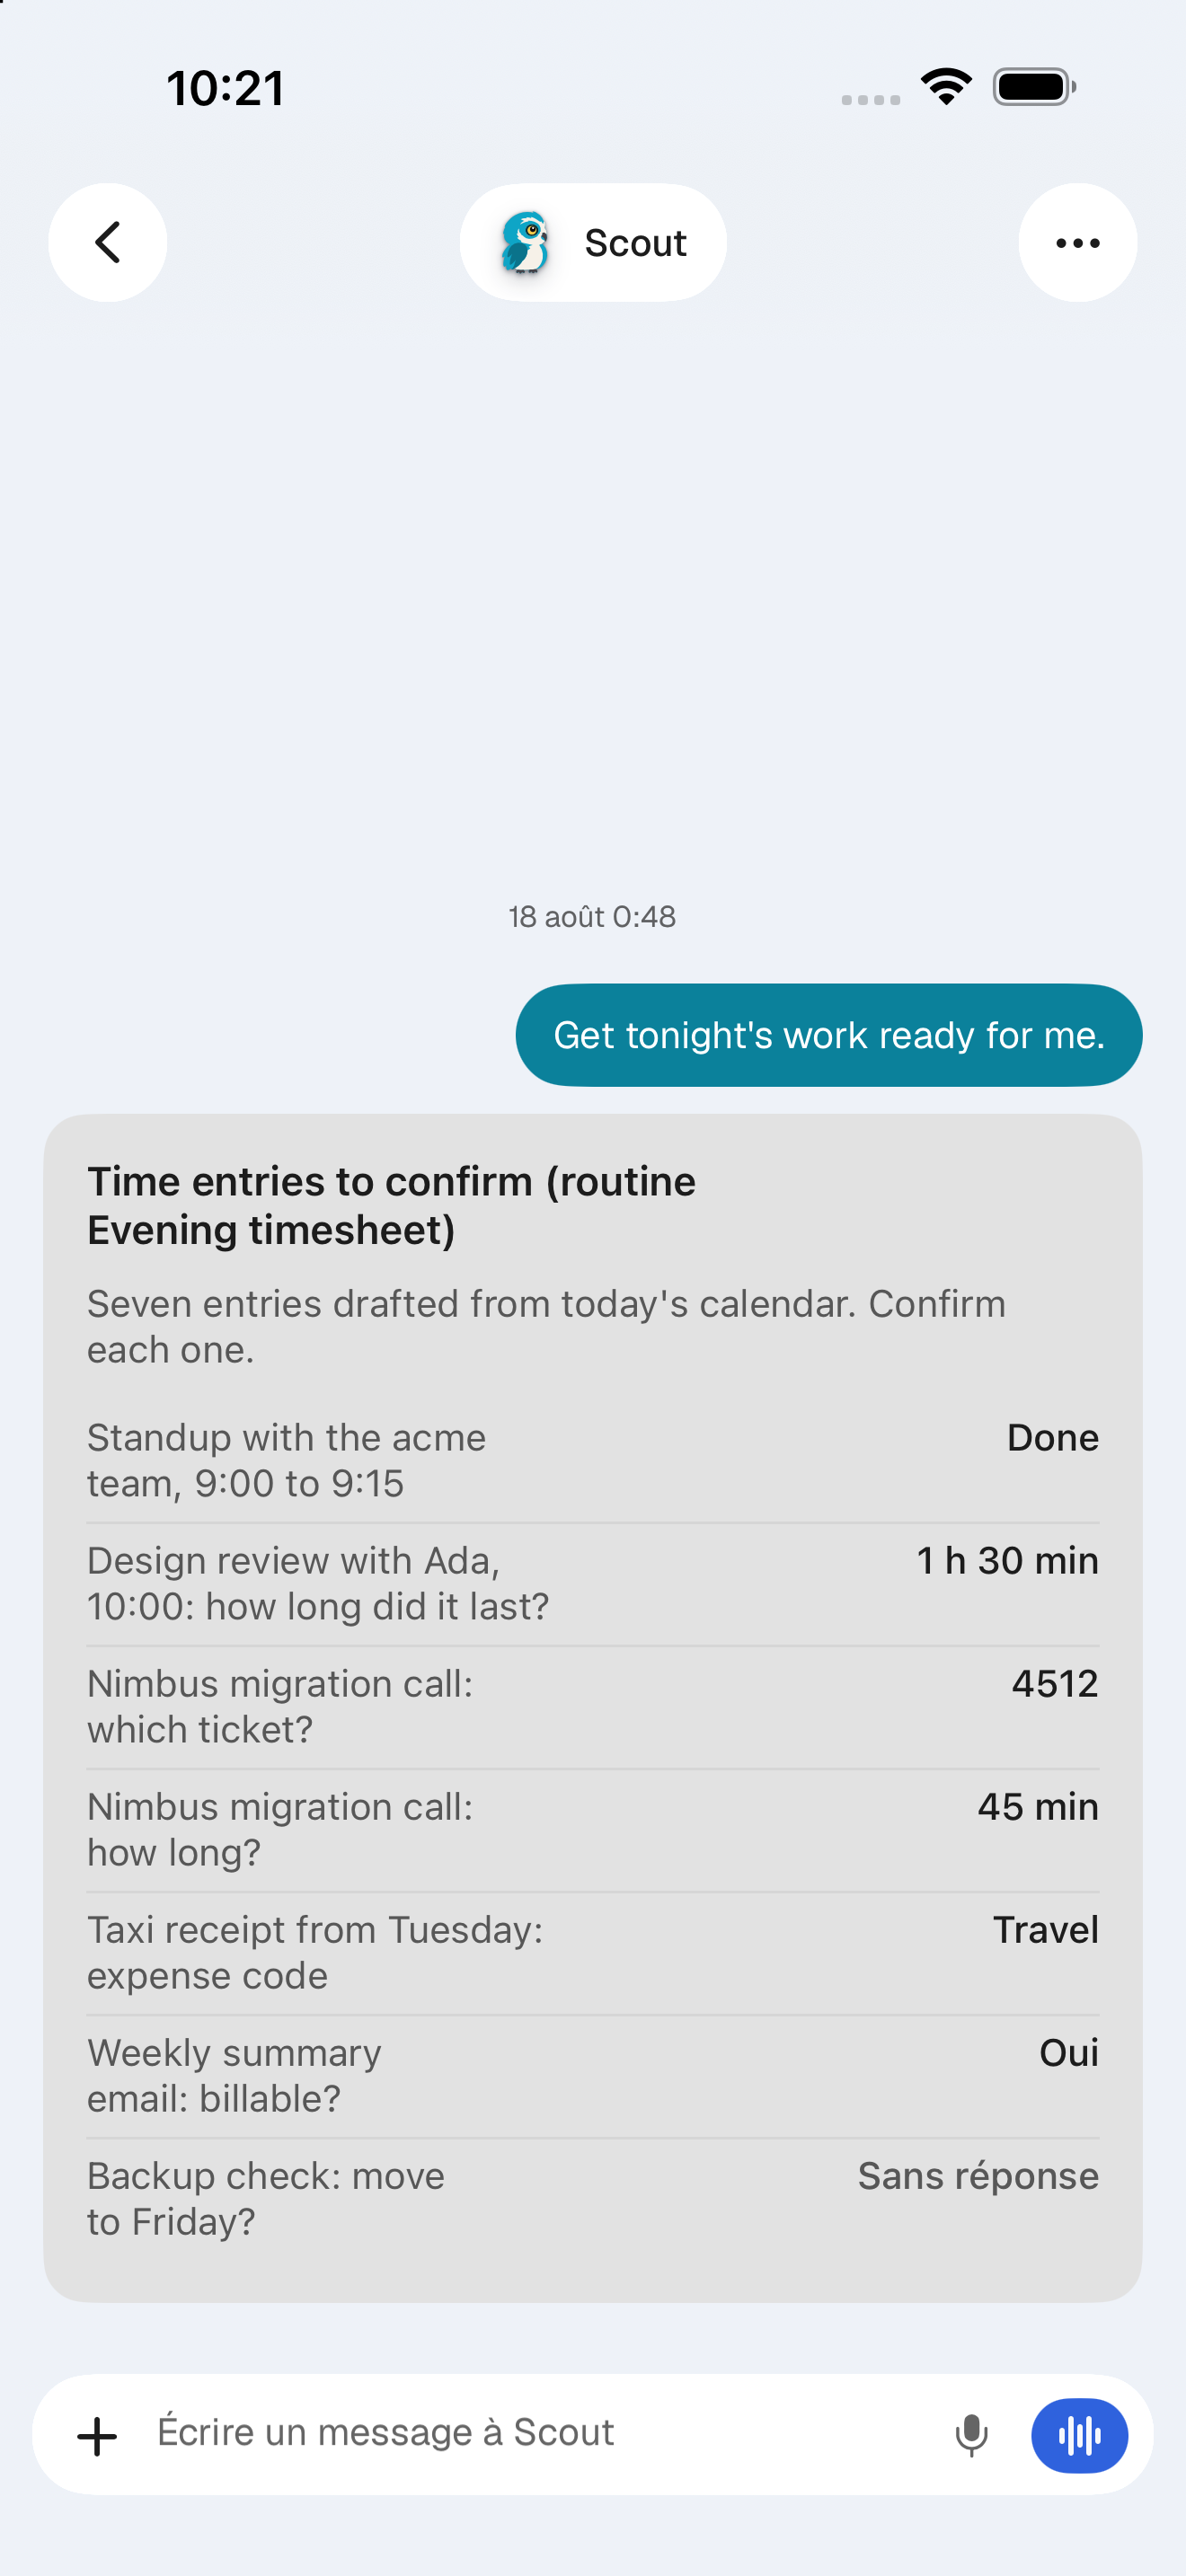 10:21
Scout
18 août 0:48
Get tonight's work ready for me.
Time entries to confirm (routine
Evening timesheet)
Seven entries drafted from today's calendar. Confirm
each one.
Standup with the acme
team, 9:00 to 9:15
Done
Design review with Ada,
10:00: how long did it last?
1 h 30 min
Nimbus migration call:
which ticket?
4512
Nimbus migration call:
how long?
45 min
Taxi receipt from Tuesday:
expense code
Travel
Weekly summary
email: billable?
Oui
Backup check: move
to Friday?
Sans réponse
Écrire un message à Scout